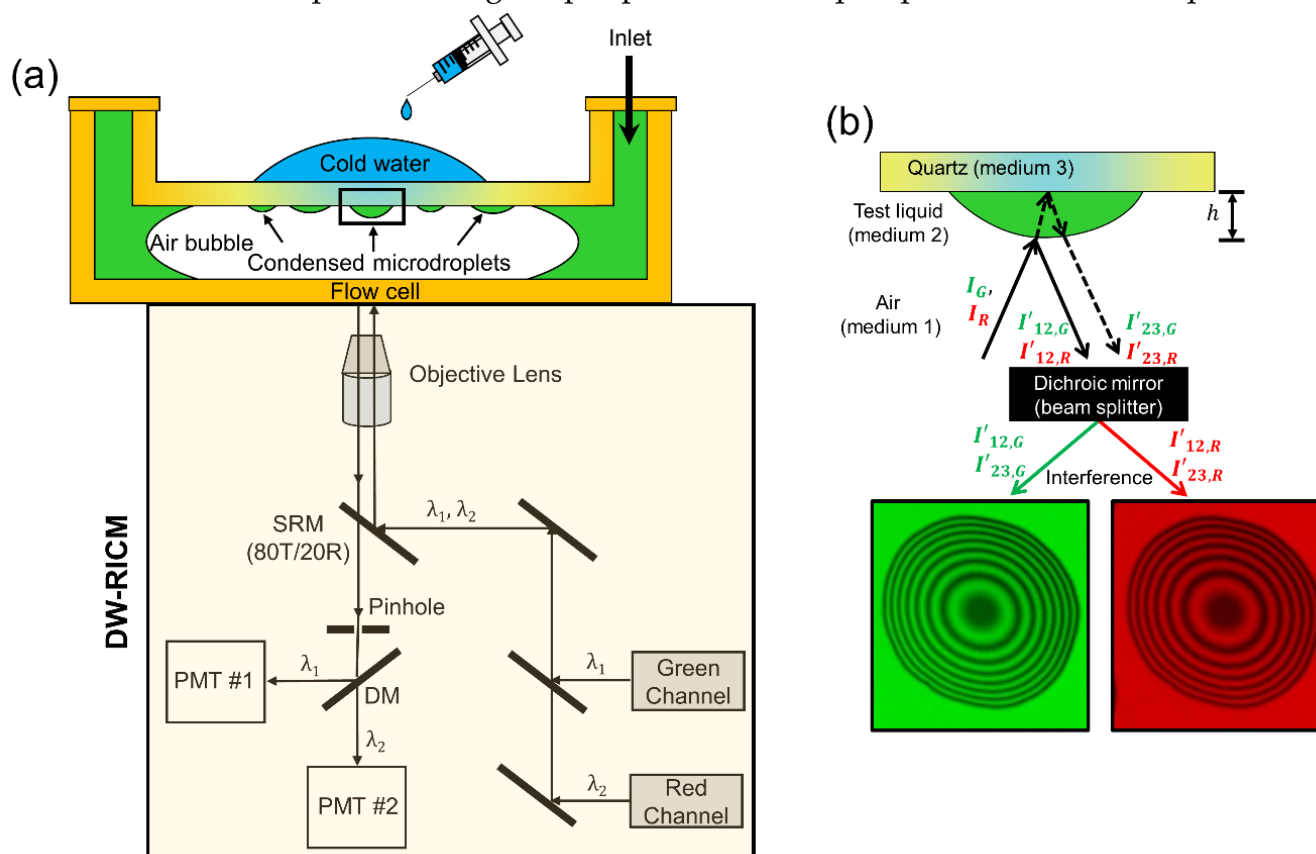 (a)
Inlet
Cold water
Air bubble
Condensed microdroplets
Flow cell
Objective Lens
DW-RICM
SRM
(80T/20R)
λ₁, λ₂
Pinhole
PMT #1
λ₁
DM
λ₁
Green
Channel
λ₂
PMT #2
λ₂
Red
Channel
(b)
Quartz (medium 3)
Test liquid
(medium 2)
h
Air
(medium 1)
I_G,
I_R
I'₁₂,G
I'₁₂,R
I'₂₃,G
I'₂₃,R
Dichroic mirror
(beam splitter)
I'₁₂,G
I'₂₃,G
Interference
I'₁₂,R
I'₂₃,R